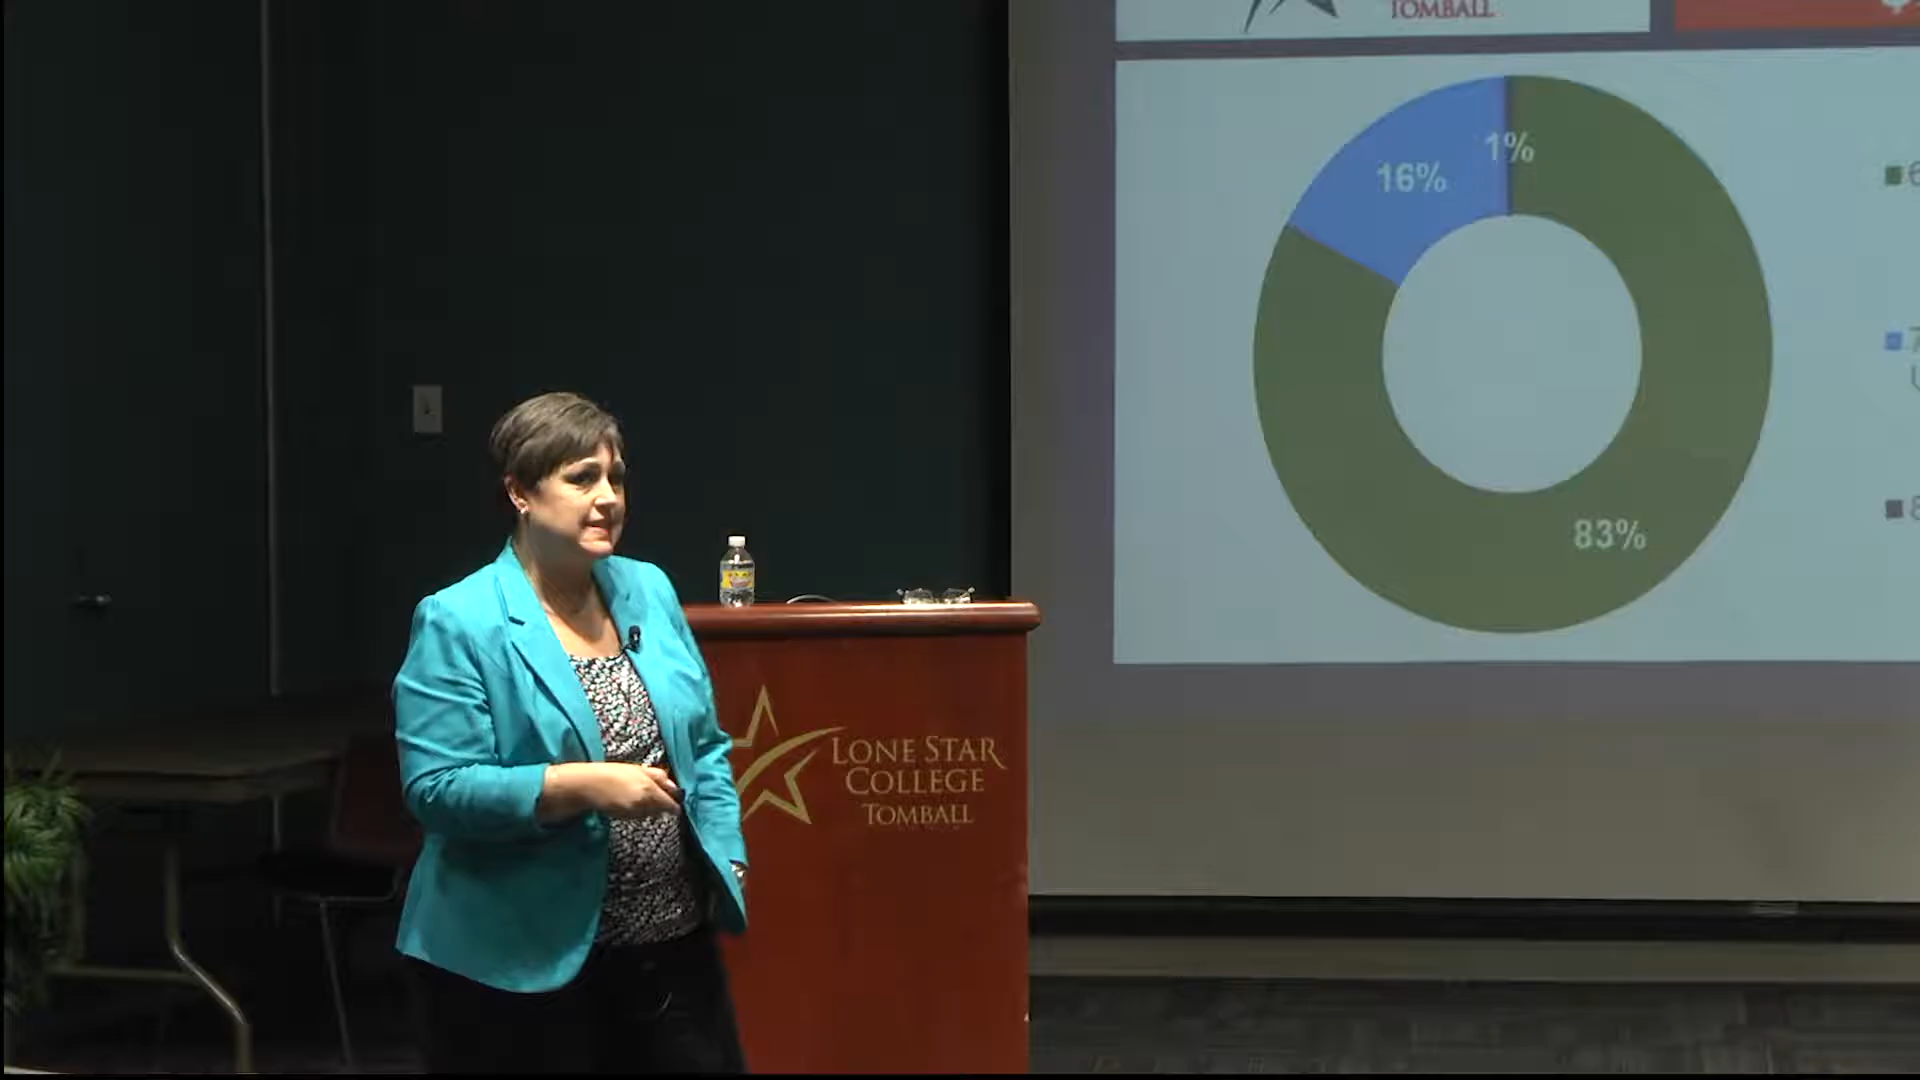 TOMBALL
1%
16%
83%
LONE STAR
COLLEGE
TOMBALL